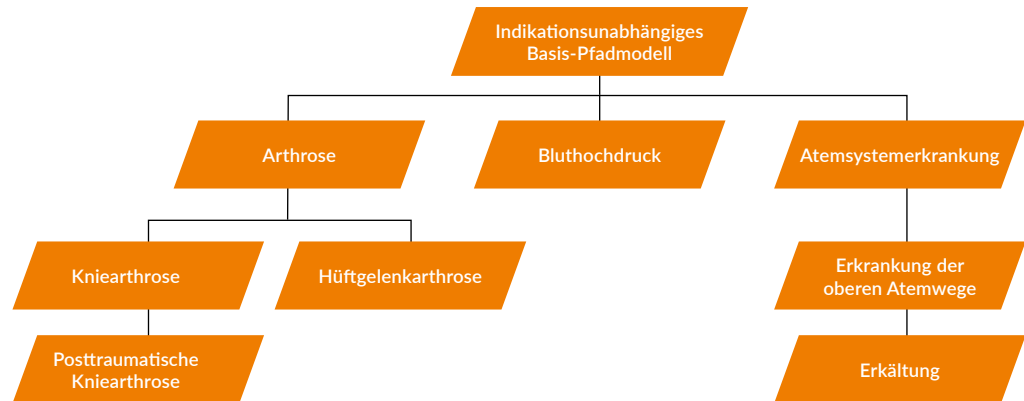 Indikationsunabhängiges
Basis-Pfadmodell
Arthrose
Bluthochdruck
Atemsystemerkrankung
Kniearthrose
Hüftgelenkarthrose
Erkrankung der
oberen Atemwege
Posttraumatische
Kniearthrose
Erkältung